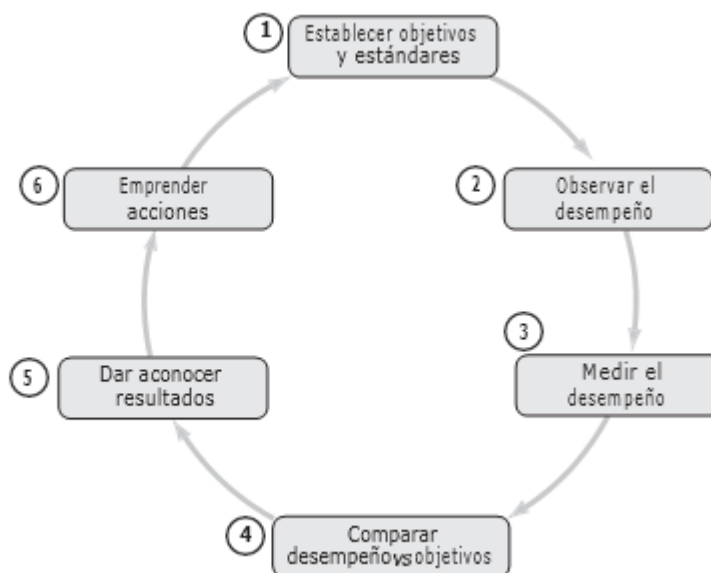 1
Establecer objetivos
y estándares
2
Observar el
desempeño
3
Medir el
desempeño
4
Comparar
desempeño vs objetivos
5
Dar aconocer
resultados
6
Emprender
acciones